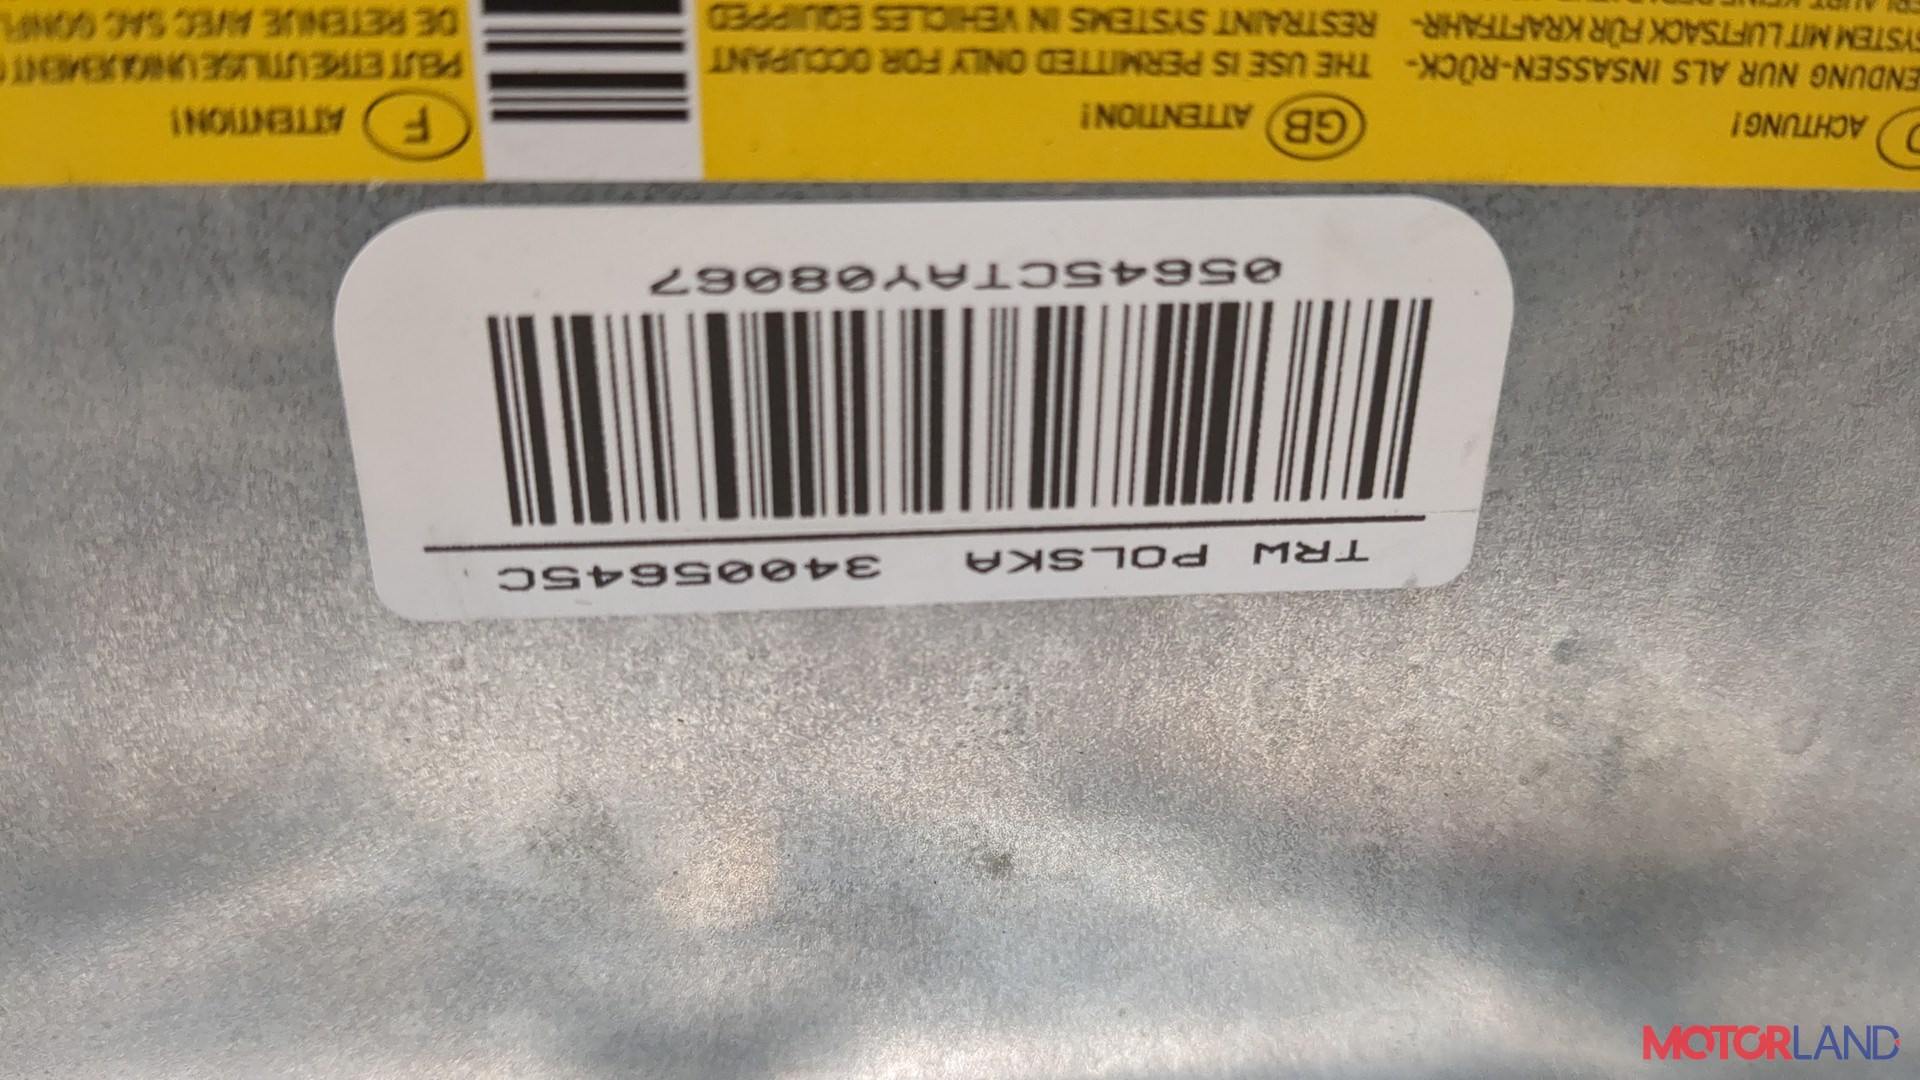 TRW POLSKA 34005645C
05645CTAY08067
D ACHTUNG!
ENDUNG NUR ALS INSASSEN-RÜCK-
SYSTEM MIT LUFTSACK FÜR KRAFTFAHR-
GB ATTENTION!
THE USE IS PERMITTED ONLY FOR OCCUPANT
RESTRAINT SYSTEMS IN VEHICLES EQUIPPED
F ATTENTION!
PEUT ETRE UTILISE UNIQUEMENT
DE RETENUE AVEC SAC GONFL
MOTORLAND